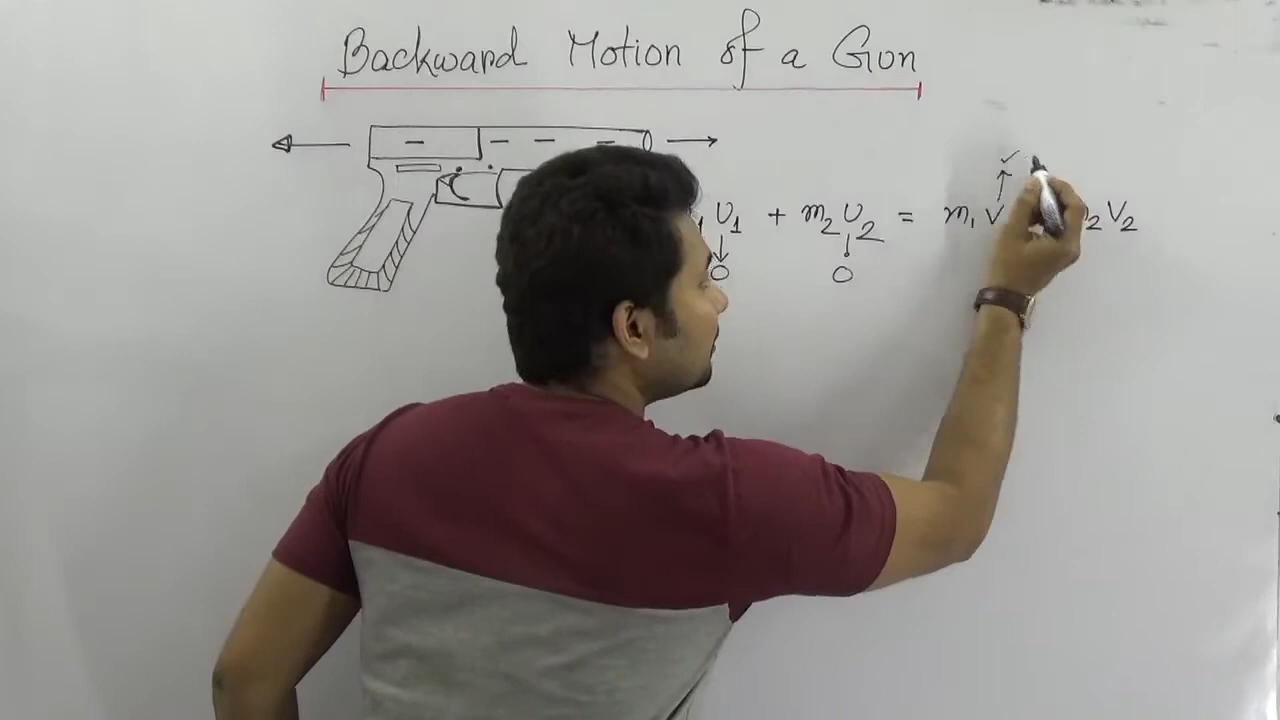 Backward Motion of a Gun
U₁ + m₂U₂ = m₁V ₂V₂
0 0